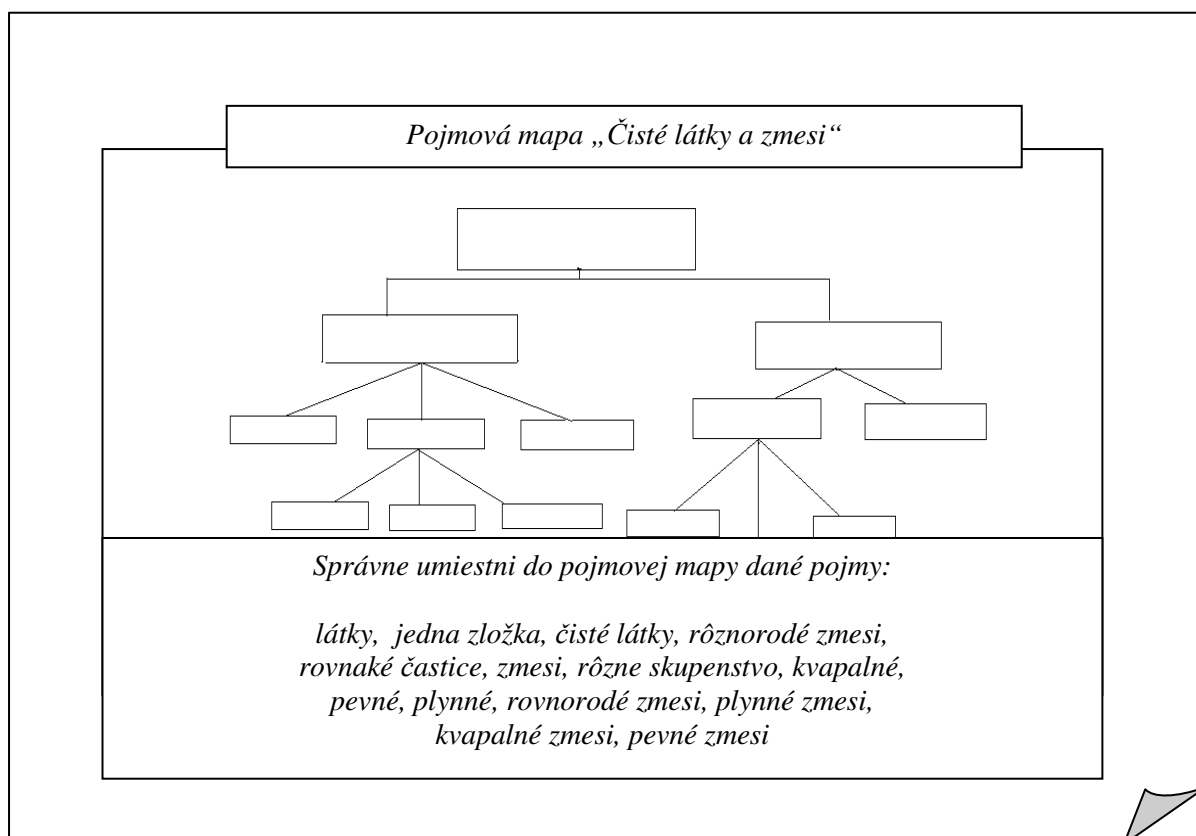 Pojmová mapa „Čisté látky a zmesi“
Správne umiestni do pojmovej mapy dané pojmy:
látky, jedna zložka, čisté látky, rôznorodé zmesi,
rovnaké častice, zmesi, rôzne skupenstvo, kvapalné,
pevné, plynné, rovnorodé zmesi, plynné zmesi,
kvapalné zmesi, pevné zmesi